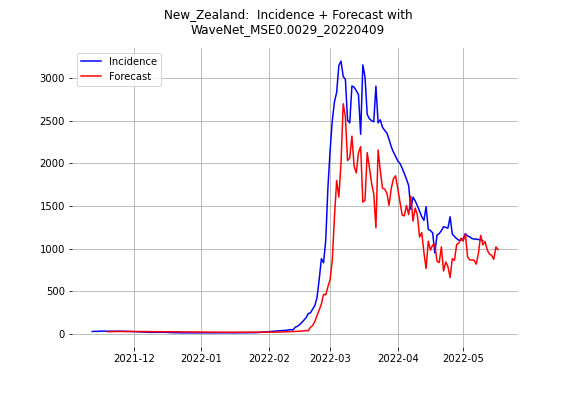 New_Zealand:  Incidence + Forecast with
WaveNet_MSE0.0029_20220409
Incidence
Forecast
3000
2500
2000
1500
1000
500
0
2021-12 2022-01 2022-02 2022-03 2022-04 2022-05